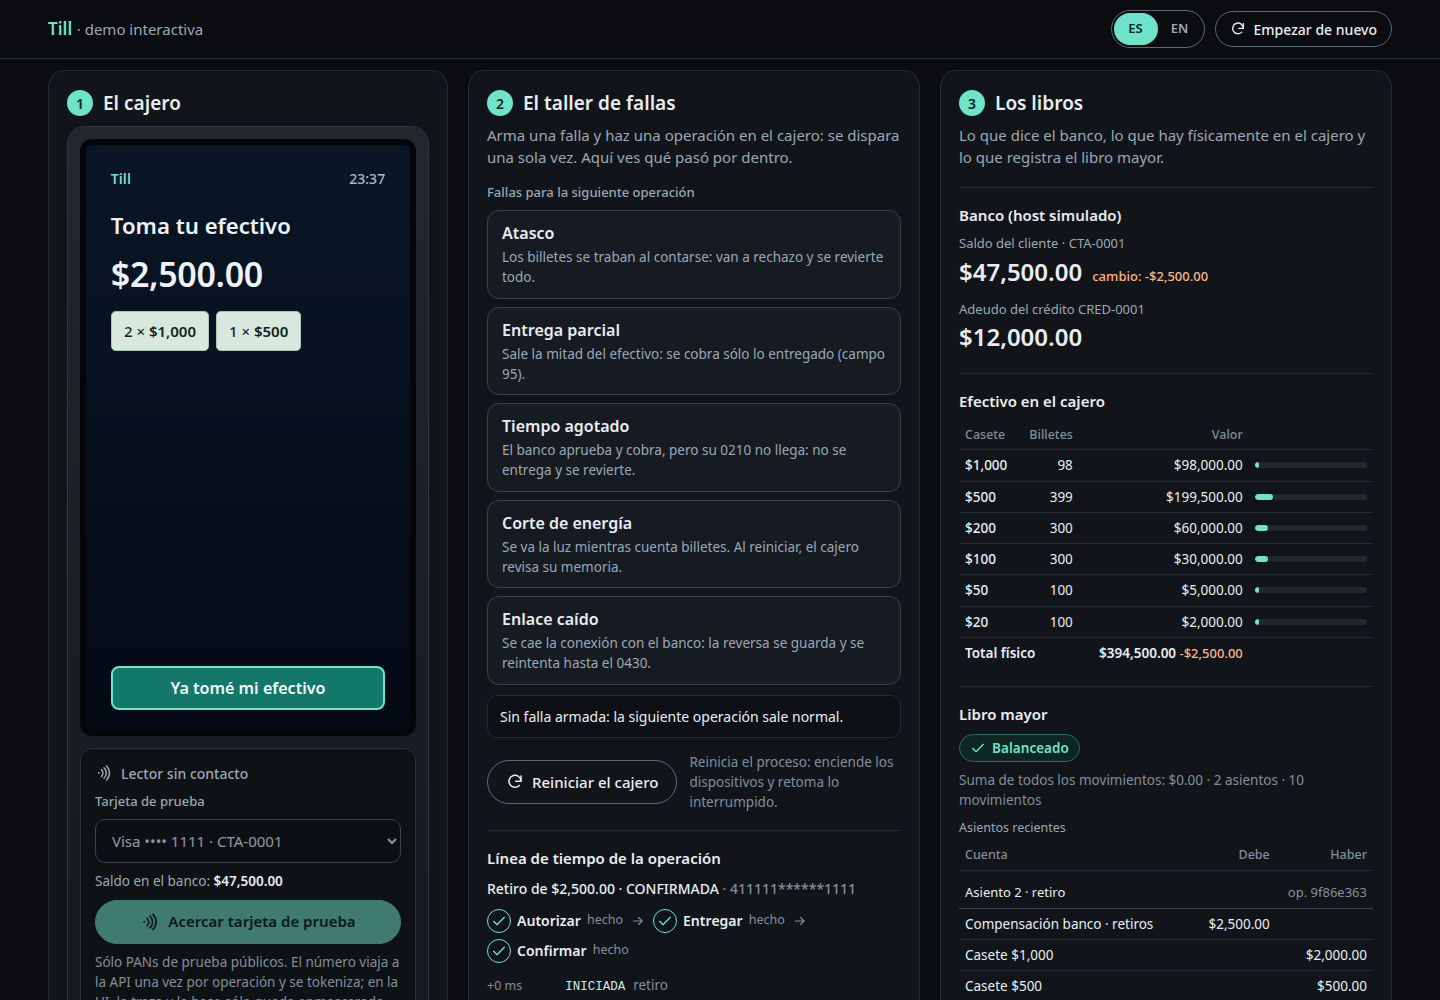 Till · demo interactiva
ES EN
Empezar de nuevo
1 El cajero
Till 23:37
Toma tu efectivo
$2,500.00
2 × $1,000
1 × $500
Ya tomé mi efectivo
Lector sin contacto
Tarjeta de prueba
Visa •••• 1111 · CTA-0001
Saldo en el banco: $47,500.00
Acercar tarjeta de prueba
Sólo PANs de prueba públicos. El número viaja a
la API una vez por operación y se tokeniza; en la
2 El taller de fallas
Arma una falla y haz una operación en el cajero: se dispara
una sola vez. Aquí ves qué pasó por dentro.
Fallas para la siguiente operación
Atasco
Los billetes se traban al contarse: van a rechazo y se revierte
todo.
Entrega parcial
Sale la mitad del efectivo: se cobra sólo lo entregado (campo
95).
Tiempo agotado
El banco aprueba y cobra, pero su 0210 no llega: no se
entrega y se revierte.
Corte de energía
Se va la luz mientras cuenta billetes. Al reiniciar, el cajero
revisa su memoria.
Enlace caído
Se cae la conexión con el banco: la reversa se guarda y se
reintenta hasta el 0430.
Sin falla armada: la siguiente operación sale normal.
Reiniciar el cajero
Reinicia el proceso: enciende los
dispositivos y retoma lo
interrumpido.
Línea de tiempo de la operación
Retiro de $2,500.00 · CONFIRMADA · 411111******1111
Autorizar hecho → Entregar hecho →
Confirmar hecho
+0 ms INICIADA retiro
3 Los libros
Lo que dice el banco, lo que hay físicamente en el cajero y
lo que registra el libro mayor.
Banco (host simulado)
Saldo del cliente · CTA-0001
$47,500.00 cambio: -$2,500.00
Adeudo del crédito CRED-0001
$12,000.00
Efectivo en el cajero
Casete Billetes Valor
$1,000 98 $98,000.00
$500 399 $199,500.00
$200 300 $60,000.00
$100 300 $30,000.00
$50 100 $5,000.00
$20 100 $2,000.00
Total físico $394,500.00 -$2,500.00
Libro mayor
Balanceado
Suma de todos los movimientos: $0.00 · 2 asientos · 10
movimientos
Asientos recientes
Cuenta Debe Haber
Asiento 2 · retiro op. 9f86e363
Compensación banco · retiros $2,500.00
Casete $1,000 $2,000.00
Casete $500 $500.00